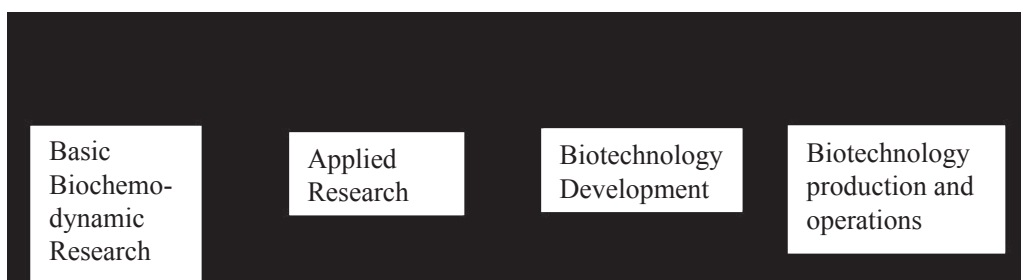 Basic
Biochemo-
dynamic
Research
Applied
Research
Biotechnology
Development
Biotechnology
production and
operations